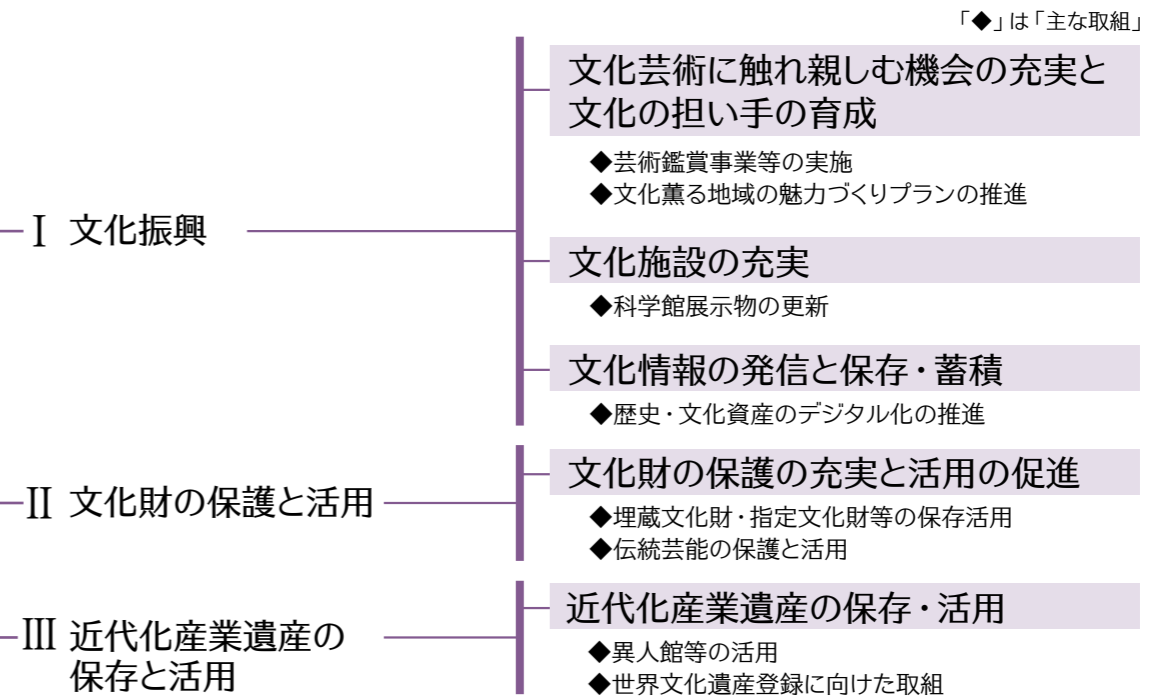 「◆」は「主な取組」
Ⅰ 文化振興
文化芸術に触れ親しむ機会の充実と
文化の担い手の育成
◆芸術鑑賞事業等の実施
◆文化薫る地域の魅力づくりプランの推進
文化施設の充実
◆科学館展示物の更新
文化情報の発信と保存・蓄積
◆歴史・文化資産のデジタル化の推進
Ⅱ 文化財の保護と活用
文化財の保護の充実と活用の促進
◆埋蔵文化財・指定文化財等の保存活用
◆伝統芸能の保護と活用
Ⅲ 近代化産業遺産の
保存と活用
近代化産業遺産の保存・活用
◆異人館等の活用
◆世界文化遺産登録に向けた取組